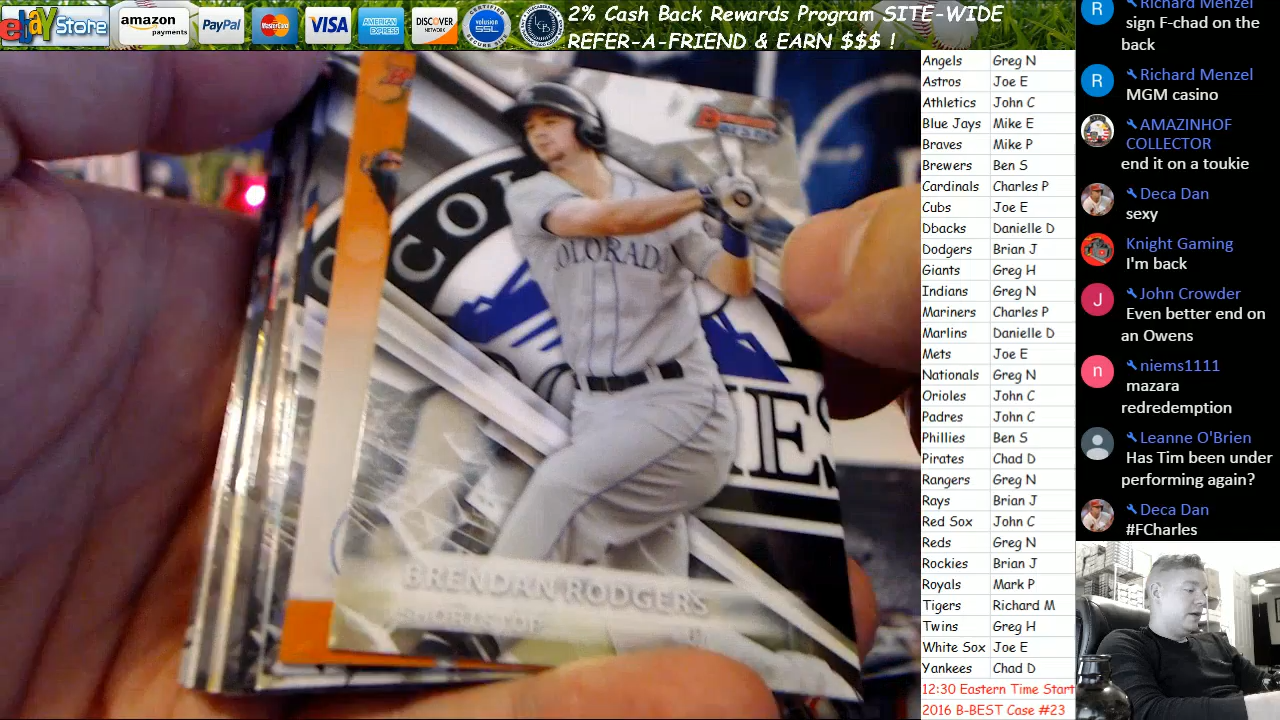 ebay Store
amazon
payments
PayPal
MasterCard
VISA
AMERICAN
EXPRESS
DISCOVER
NETWORK
volusion
SSL
2% Cash Back Rewards Program SITE-WIDE
REFER-A-FRIEND & EARN $$$ !
COLORADO
BRENDAN RODGERS
SHORTSTOP
Angels Greg N
Astros Joe E
Athletics John C
Blue Jays Mike E
Braves Mike P
Brewers Ben S
Cardinals Charles P
Cubs Joe E
Dbacks Danielle D
Dodgers Brian J
Giants Greg H
Indians Greg N
Mariners Charles P
Marlins Danielle D
Mets Joe E
Nationals Greg N
Orioles John C
Padres John C
Phillies Ben S
Pirates Chad D
Rangers Greg N
Rays Brian J
Red Sox John C
Reds Greg N
Rockies Brian J
Royals Mark P
Tigers Richard M
Twins Greg H
White Sox Joe E
Yankees Chad D
12:30 Eastern Time Start
2016 B-BEST Case #23
R Richard Menzel
sign F-chad on the
back
R Richard Menzel
MGM casino
AMAZINHOF
COLLECTOR
end it on a toukie
Deca Dan
sexy
Knight Gaming
I'm back
J John Crowder
Even better end on
an Owens
n niems1111
mazara
redredemption
Leanne O'Brien
Has Tim been under
performing again?
Deca Dan
#FCharles